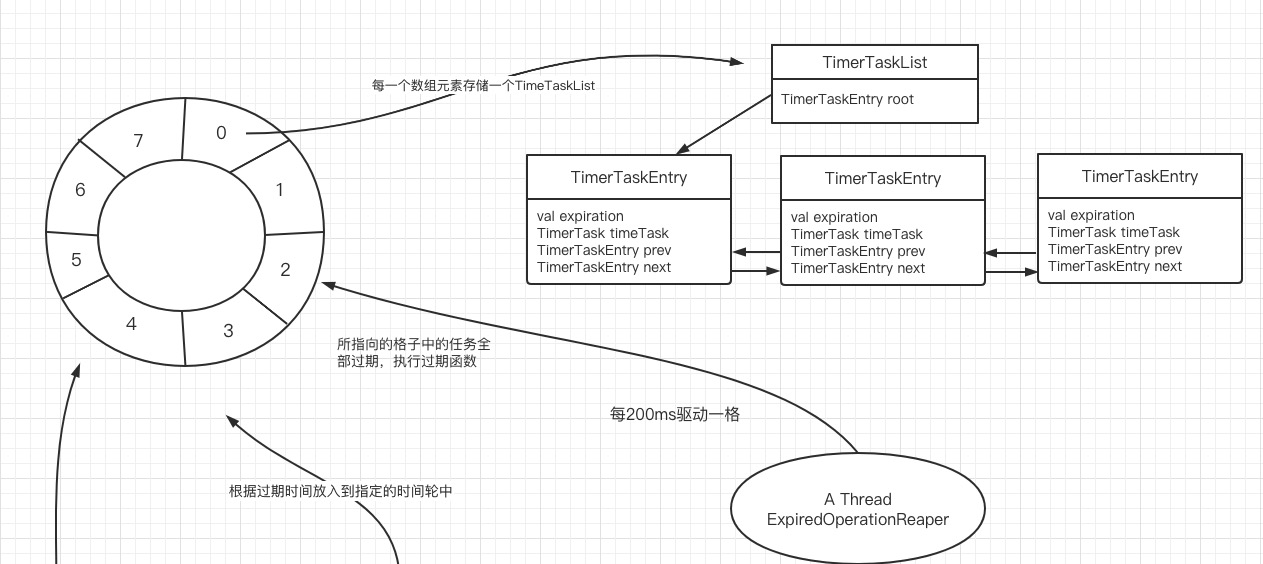 每一个数组元素存储一个TimeTaskList
TimerTaskList
TimerTaskEntry root
7
0
6
1
5
2
4
3
TimerTaskEntry
val expiration
TimerTask timeTask
TimerTaskEntry prev
TimerTaskEntry next
TimerTaskEntry
val expiration
TimerTask timeTask
TimerTaskEntry prev
TimerTaskEntry next
TimerTaskEntry
val expiration
TimerTask timeTask
TimerTaskEntry prev
TimerTaskEntry next
所指向的格子中的任务全
部过期，执行过期函数
每200ms驱动一格
根据过期时间放入到指定的时间轮中
A Thread
ExpiredOperationReaper